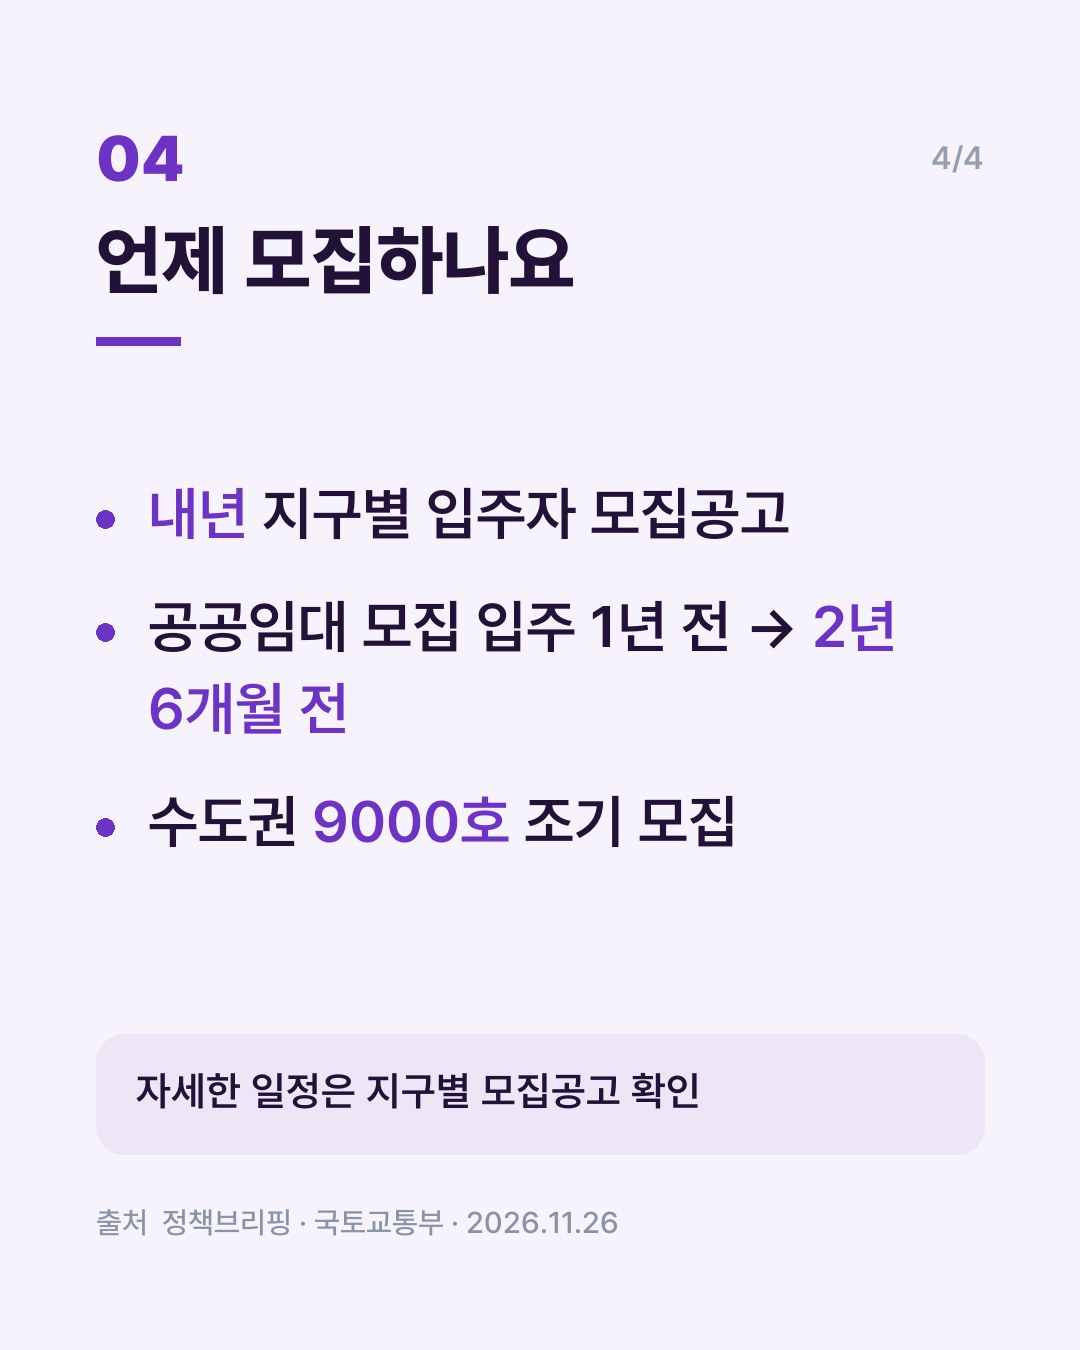 04
4/4
언제 모집하나요
• 내년 지구별 입주자 모집공고
• 공공임대 모집 입주 1년 전 → 2년
6개월 전
• 수도권 9000호 조기 모집
자세한 일정은 지구별 모집공고 확인
출처 정책브리핑 · 국토교통부 · 2026.11.26